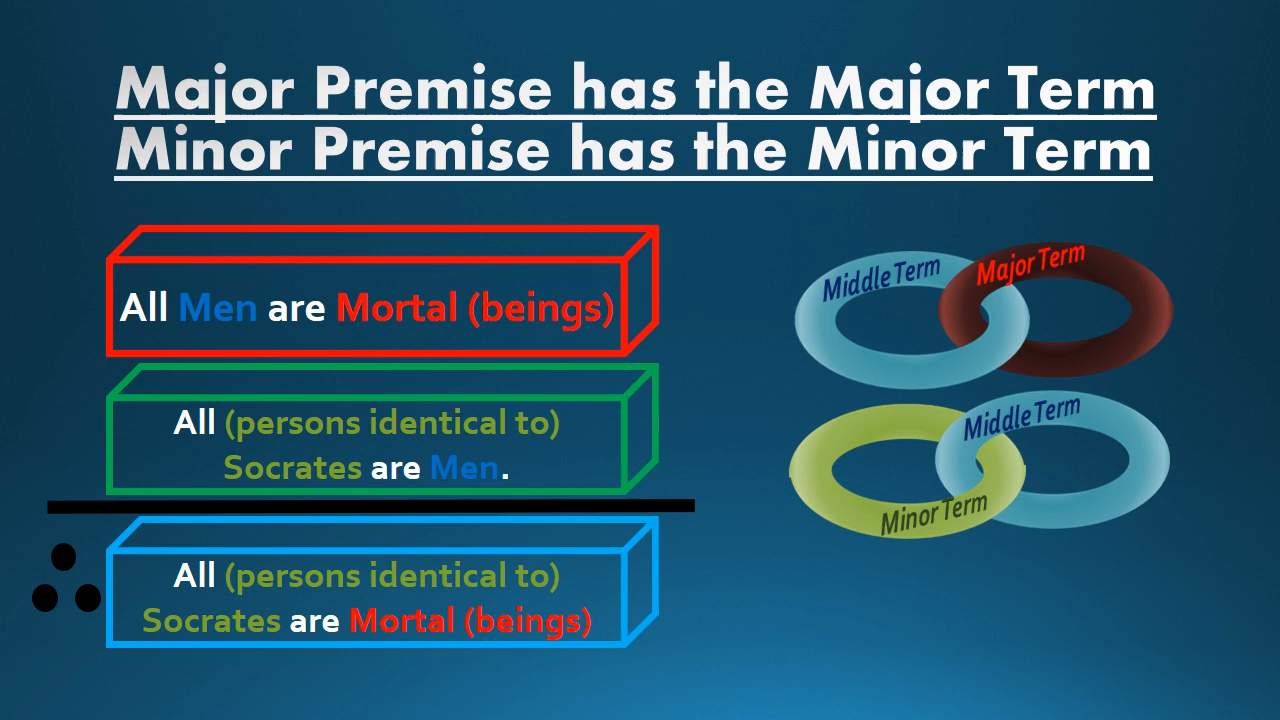 Major Premise has the Major Term
Minor Premise has the Minor Term
All Men are Mortal (beings)
All (persons identical to)
Socrates are Men.
All (persons identical to)
Socrates are Mortal (beings)
Middle Term
Major Term
Middle Term
Minor Term